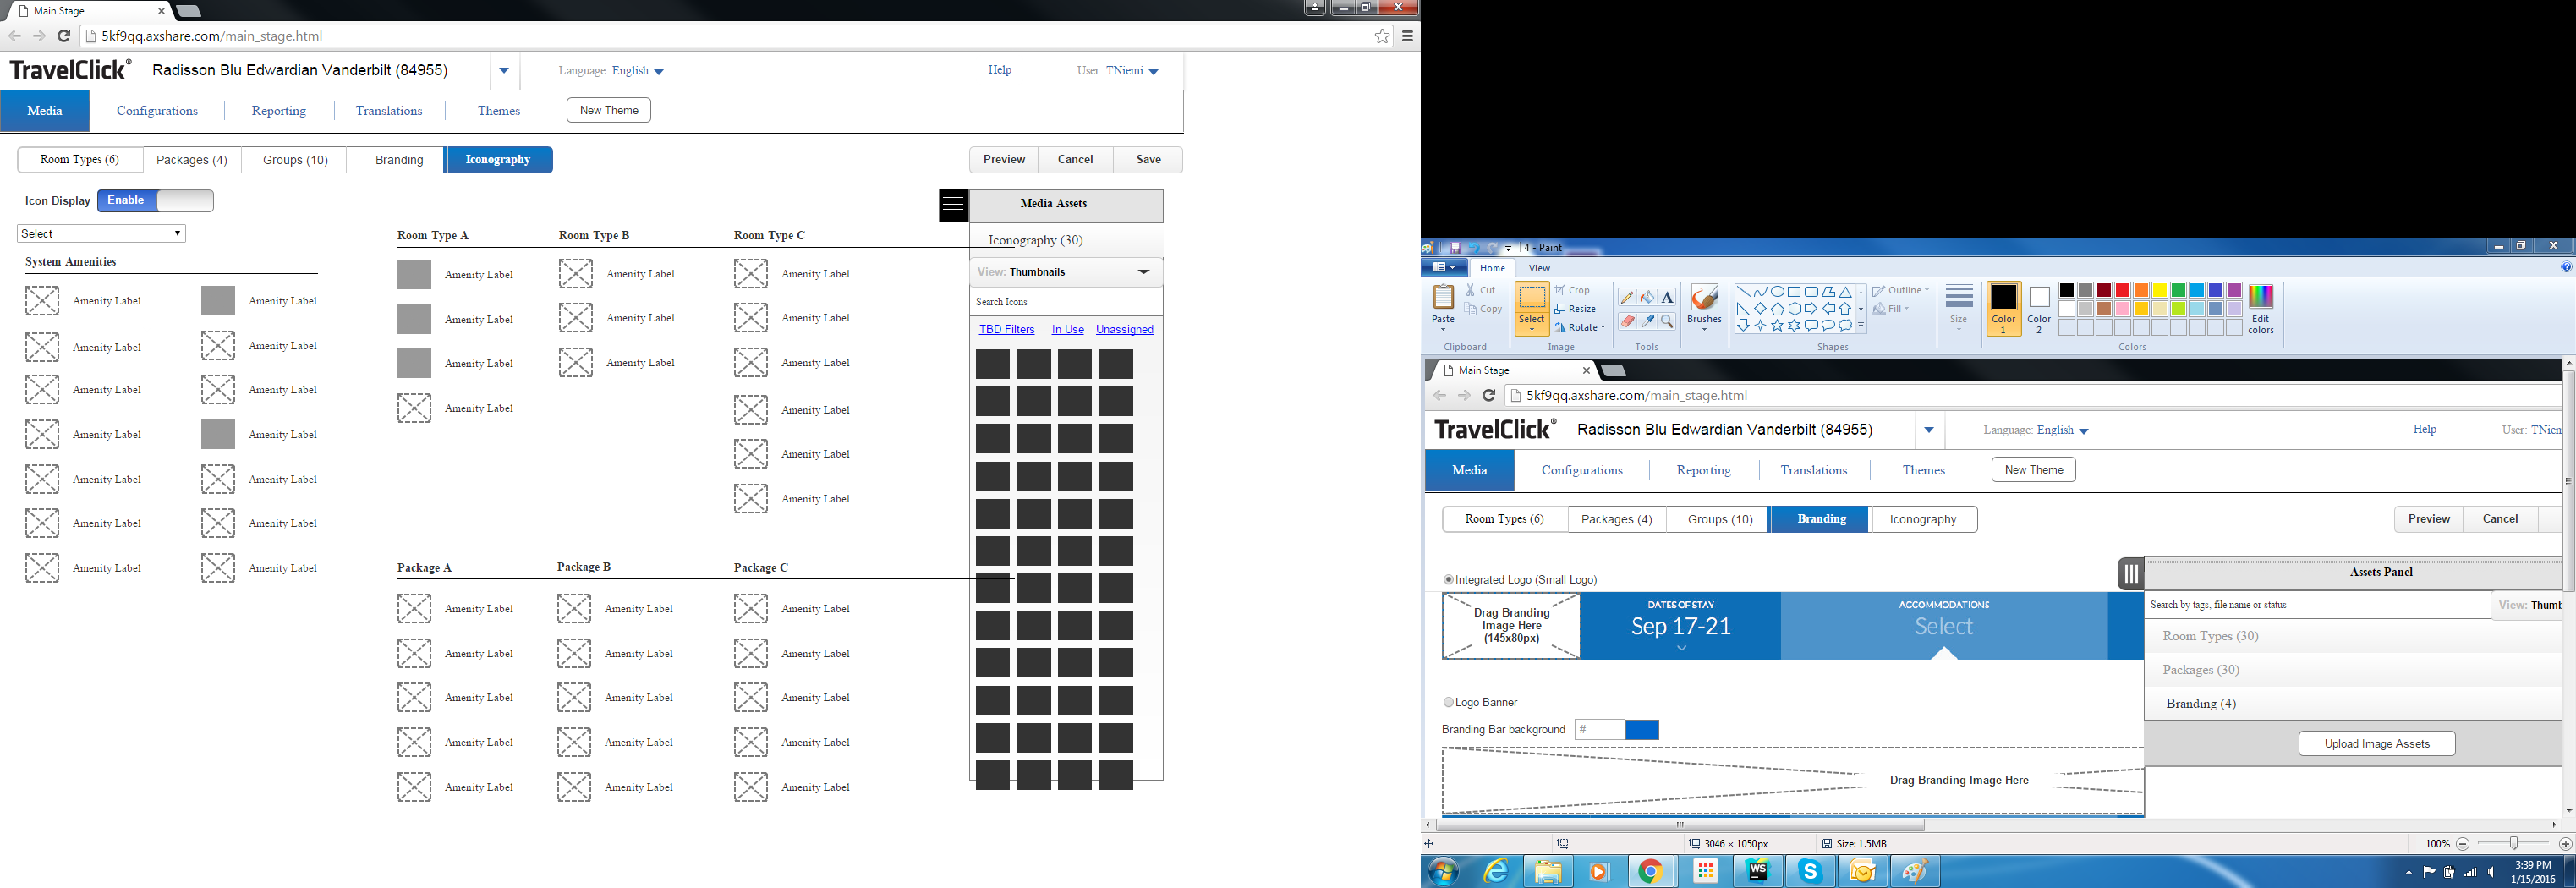 Main Stage
5kf9qq.axshare.com/main_stage.html
TravelClick® Radisson Blu Edwardian Vanderbilt (84955) Language: English Help User: TNiemi
Media Configurations Reporting Translations Themes New Theme
Room Types (6) Packages (4) Groups (10) Branding Iconography Preview Cancel Save
Icon Display Enable
Select
System Amenities
Amenity Label Amenity Label
Amenity Label Amenity Label
Amenity Label Amenity Label
Amenity Label Amenity Label
Amenity Label Amenity Label
Amenity Label Amenity Label
Amenity Label Amenity Label
Room Type A Room Type B Room Type C
Amenity Label Amenity Label Amenity Label
Amenity Label Amenity Label Amenity Label
Amenity Label Amenity Label Amenity Label
Amenity Label Amenity Label
Amenity Label
Amenity Label
Package A Package B Package C
Amenity Label Amenity Label Amenity Label
Amenity Label Amenity Label Amenity Label
Amenity Label Amenity Label Amenity Label
Amenity Label Amenity Label Amenity Label
Amenity Label Amenity Label Amenity Label
Media Assets
Iconography (30)
View: Thumbnails
Search Icons
TBD Filters In Use Unassigned
4 - Paint
Home View
Paste Cut Copy Select Crop Resize Rotate Brushes Outline Fill Size Color 1 Color 2 Edit colors
Clipboard Image Tools Shapes Colors
Main Stage
5kf9qq.axshare.com/main_stage.html
TravelClick® Radisson Blu Edwardian Vanderbilt (84955) Language: English Help User: TNiem
Media Configurations Reporting Translations Themes New Theme
Room Types (6) Packages (4) Groups (10) Branding Iconography Preview Cancel
Integrated Logo (Small Logo)
Drag Branding
Image Here
(145x80px)
DATES OF STAY
Sep 17-21
ACCOMMODATIONS
Select
Logo Banner
Branding Bar background #
Drag Branding Image Here
Assets Panel
Search by tags, file name or status View: Thumb
Room Types (30)
Packages (30)
Branding (4)
Upload Image Assets
3046 × 1050px Size: 1.5MB 100%
WS
3:39 PM
1/15/2016